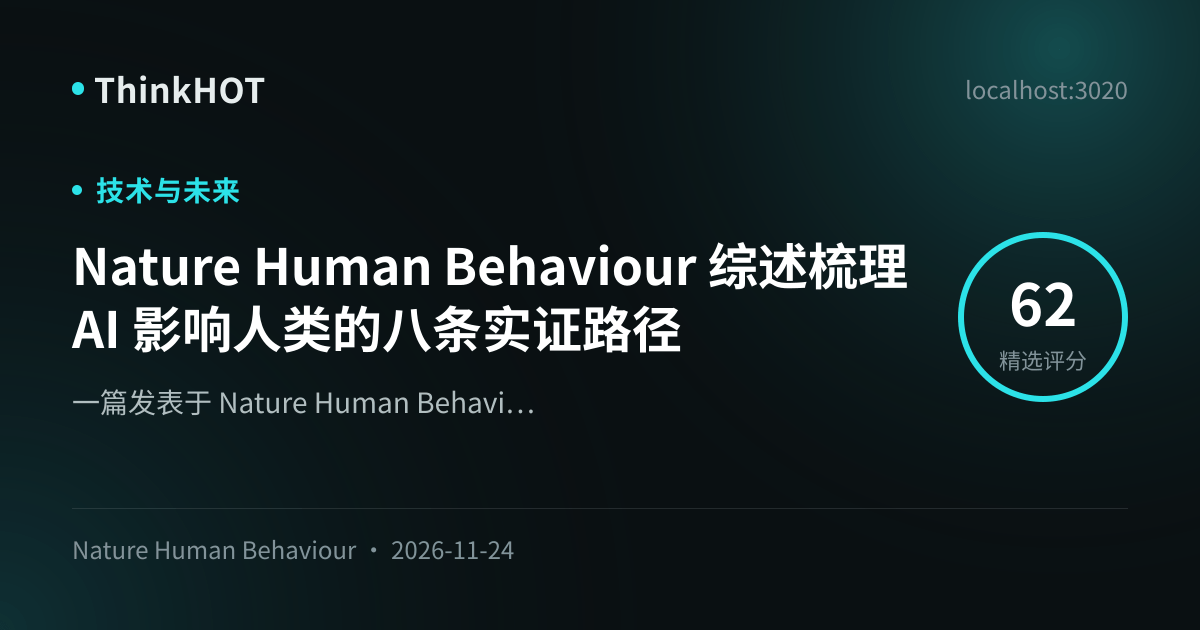 ThinkHOT
localhost:3020
技术与未来
Nature Human Behaviour 综述梳理
AI 影响人类的八条实证路径
62
精选评分
一篇发表于 Nature Human Behavi…
Nature Human Behaviour · 2026-11-24